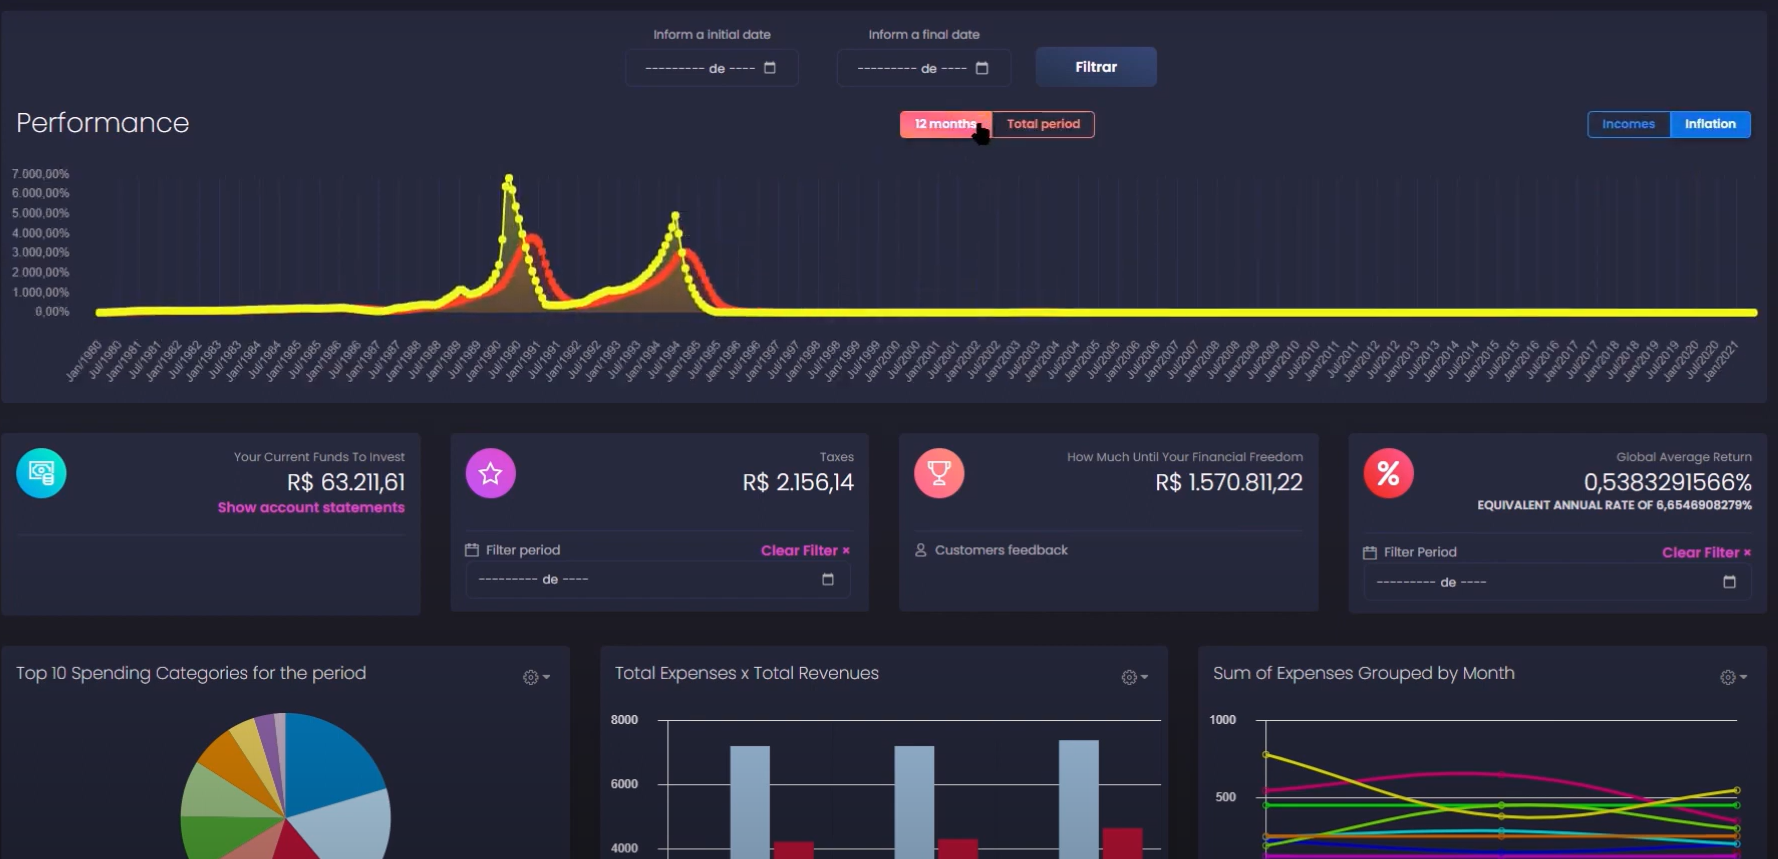 Inform a initial date
Inform a final date
--------- de ----
--------- de ----
Filtrar
Performance
12 months
Total period
Incomes
Inflation
7.000,00%
6.000,00%
5.000,00%
4.000,00%
3.000,00%
2.000,00%
1.000,00%
0,00%
Jan/1980
Jul/1980
Jan/1981
Jul/1981
Jan/1982
Jul/1982
Jan/1983
Jul/1983
Jan/1984
Jul/1984
Jan/1985
Jul/1985
Jan/1986
Jul/1986
Jan/1987
Jul/1987
Jan/1988
Jul/1988
Jan/1989
Jul/1989
Jan/1990
Jul/1990
Jan/1991
Jul/1991
Jan/1992
Jul/1992
Jan/1993
Jul/1993
Jan/1994
Jul/1994
Jan/1995
Jul/1995
Jan/1996
Jul/1996
Jan/1997
Jul/1997
Jan/1998
Jul/1998
Jan/1999
Jul/1999
Jan/2000
Jul/2000
Jan/2001
Jul/2001
Jan/2002
Jul/2002
Jan/2003
Jul/2003
Jan/2004
Jul/2004
Jan/2005
Jul/2005
Jan/2006
Jul/2006
Jan/2007
Jul/2007
Jan/2008
Jul/2008
Jan/2009
Jul/2009
Jan/2010
Jul/2010
Jan/2011
Jul/2011
Jan/2012
Jul/2012
Jan/2013
Jul/2013
Jan/2014
Jul/2014
Jan/2015
Jul/2015
Jan/2016
Jul/2016
Jan/2017
Jul/2017
Jan/2018
Jul/2018
Jan/2019
Jul/2019
Jan/2020
Jul/2020
Jan/2021
Your Current Funds To Invest
R$ 63.211,61
Show account statements
Taxes
R$ 2.156,14
Filter period
Clear Filter ×
--------- de ----
How Much Until Your Financial Freedom
R$ 1.570.811,22
Customers feedback
%
Global Average Return
0,5383291566%
EQUIVALENT ANNUAL RATE OF 6,6546908279%
Filter Period
Clear Filter ×
--------- de ----
Top 10 Spending Categories for the period
Total Expenses x Total Revenues
8000
6000
4000
Sum of Expenses Grouped by Month
1000
500